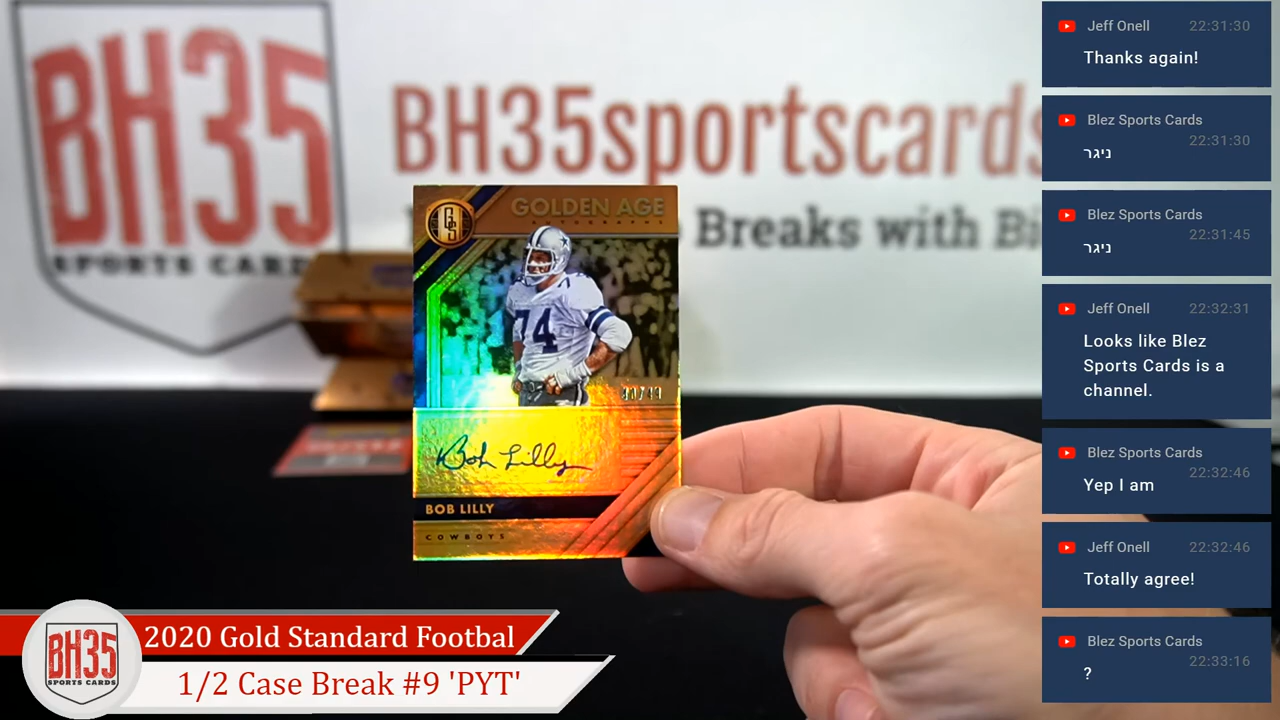 BH35
SPORTS CARDS
BH35sportscards
Breaks with
GS
GOLDEN AGE
AUTOGRAPHS
74
Bob Lilly
BOB LILLY
COWBOYS
BH35
SPORTS CARDS
2020 Gold Standard Footbal
1/2 Case Break #9 'PYT'
Jeff Onell 22:31:30
Thanks again!
Blez Sports Cards
22:31:30
ניגר
Blez Sports Cards
22:31:45
ניגר
Jeff Onell 22:32:31
Looks like Blez
Sports Cards is a
channel.
Blez Sports Cards
22:32:46
Yep I am
Jeff Onell 22:32:46
Totally agree!
Blez Sports Cards
22:33:16
?